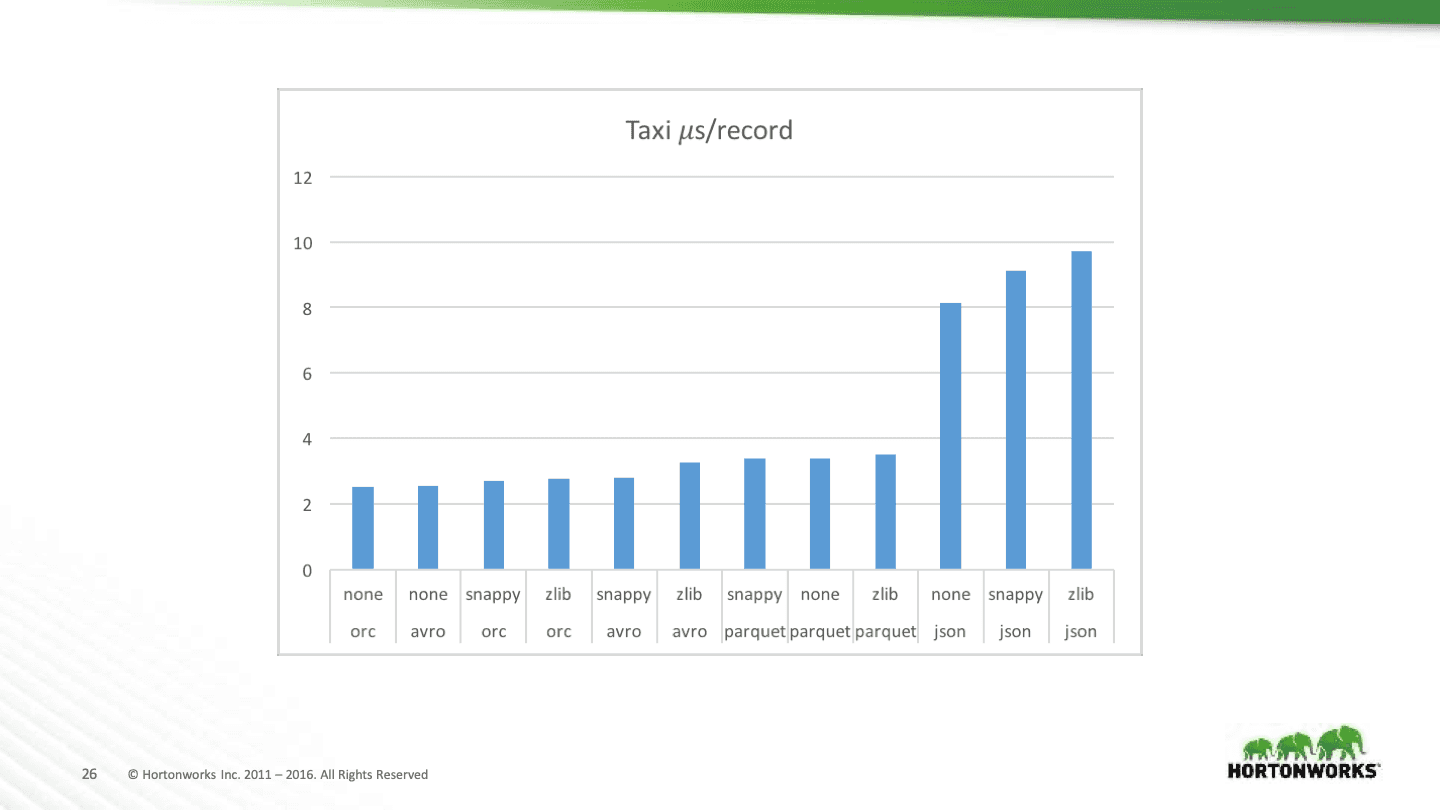 Taxi 𝜇s/record
12
10
8
6
4
2
0
none none snappy zlib snappy zlib snappy none zlib none snappy zlib
orc avro orc orc avro avro parquet parquet parquet json json json
26 © Hortonworks Inc. 2011 – 2016. All Rights Reserved
HORTONWORKS